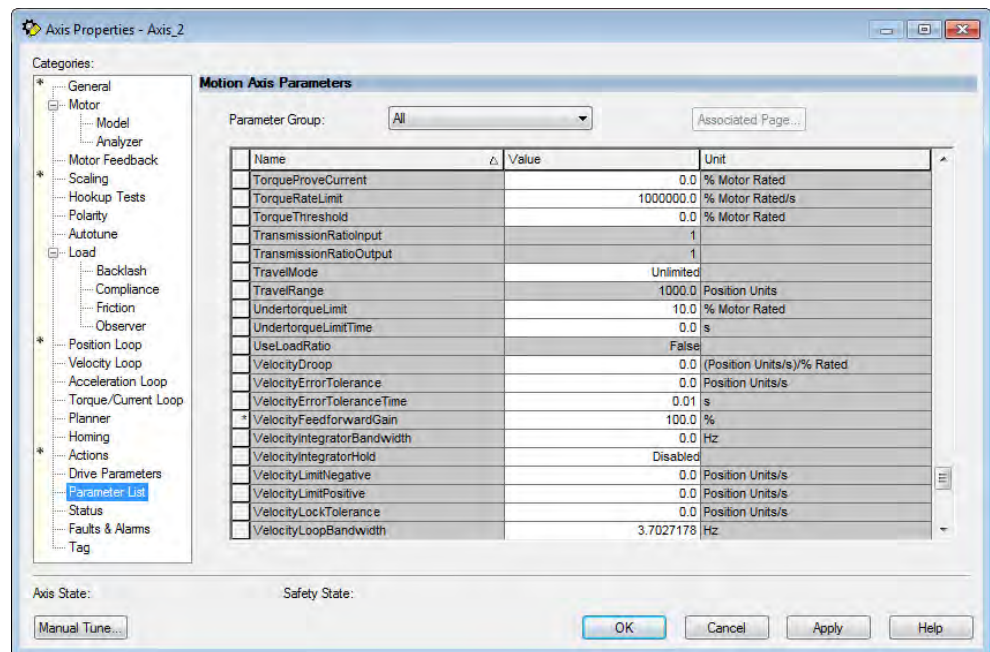 Axis Properties - Axis_2
Categories:
* General
Motor
Model
Analyzer
Motor Feedback
* Scaling
Hookup Tests
Polarity
Autotune
Load
Backlash
Compliance
Friction
Observer
* Position Loop
Velocity Loop
Acceleration Loop
Torque/Current Loop
Planner
Homing
* Actions
Drive Parameters
Parameter List
Status
Faults & Alarms
Tag
Motion Axis Parameters
Parameter Group: All Associated Page...
Name Value Unit
TorqueProveCurrent 0.0 % Motor Rated
TorqueRateLimit 1000000.0 % Motor Rated/s
TorqueThreshold 0.0 % Motor Rated
TransmissionRatioInput 1
TransmissionRatioOutput 1
TravelMode Unlimited
TravelRange 1000.0 Position Units
UndertorqueLimit 10.0 % Motor Rated
UndertorqueLimitTime 0.0 s
UseLoadRatio False
VelocityDroop 0.0 (Position Units/s)/% Rated
VelocityErrorTolerance 0.0 Position Units/s
VelocityErrorToleranceTime 0.01 s
* VelocityFeedforwardGain 100.0 %
VelocityIntegratorBandwidth 0.0 Hz
VelocityIntegratorHold Disabled
VelocityLimitNegative 0.0 Position Units/s
VelocityLimitPositive 0.0 Position Units/s
VelocityLockTolerance 0.0 Position Units/s
VelocityLoopBandwidth 3.7027178 Hz
Axis State: Safety State:
Manual Tune... OK Cancel Apply Help